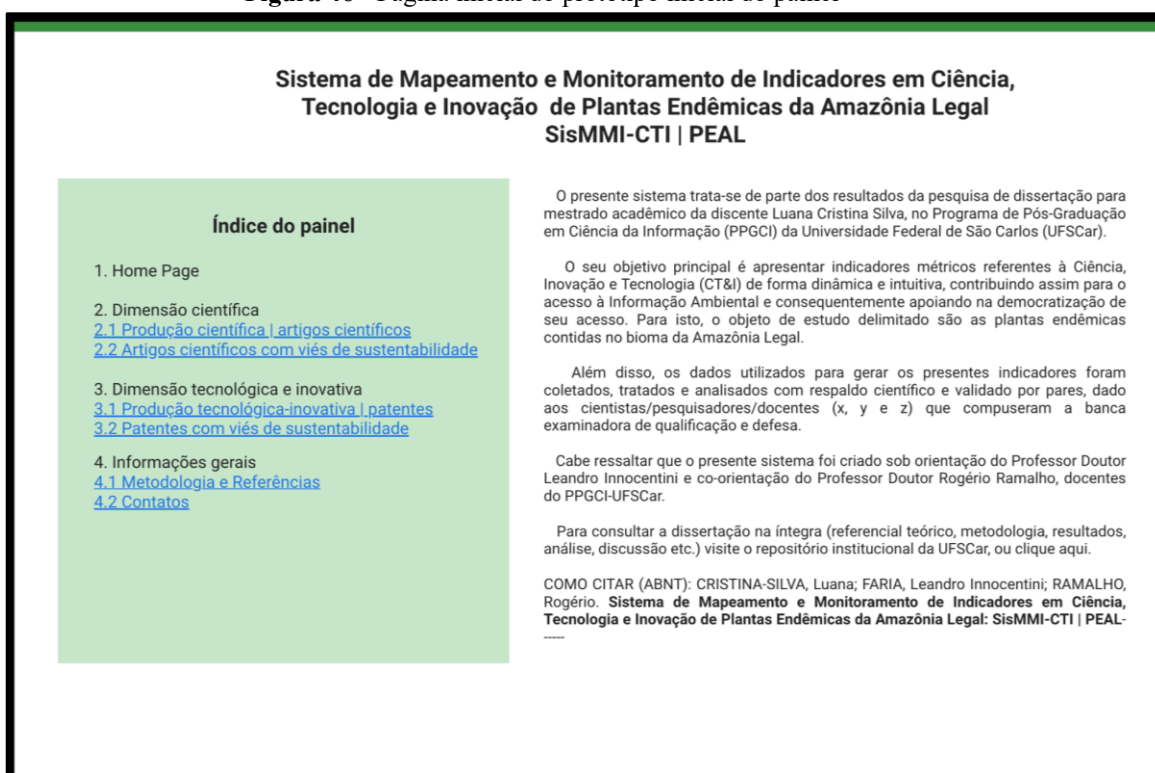 Sistema de Mapeamento e Monitoramento de Indicadores em Ciência,
Tecnologia e Inovação de Plantas Endêmicas da Amazônia Legal
SisMMI-CTI | PEAL
Índice do painel
1. Home Page
2. Dimensão científica
2.1 Produção científica | artigos científicos
2.2 Artigos científicos com viés de sustentabilidade
3. Dimensão tecnológica e inovativa
3.1 Produção tecnológica-inovativa | patentes
3.2 Patentes com viés de sustentabilidade
4. Informações gerais
4.1 Metodologia e Referências
4.2 Contatos
O presente sistema trata-se de parte dos resultados da pesquisa de dissertação para
mestrado acadêmico da discente Luana Cristina Silva, no Programa de Pós-Graduação
em Ciência da Informação (PPGCI) da Universidade Federal de São Carlos (UFSCar).
O seu objetivo principal é apresentar indicadores métricos referentes à Ciência,
Inovação e Tecnologia (CT&I) de forma dinâmica e intuitiva, contribuindo assim para o
acesso à Informação Ambiental e consequentemente apoiando na democratização de
seu acesso. Para isto, o objeto de estudo delimitado são as plantas endêmicas
contidas no bioma da Amazônia Legal.
Além disso, os dados utilizados para gerar os presentes indicadores foram
coletados, tratados e analisados com respaldo científico e validado por pares, dado
aos cientistas/pesquisadores/docentes (x, y e z) que compuseram a banca
examinadora de qualificação e defesa.
Cabe ressaltar que o presente sistema foi criado sob orientação do Professor Doutor
Leandro Innocentini e co-orientação do Professor Doutor Rogério Ramalho, docentes
do PPGCI-UFSCar.
Para consultar a dissertação na íntegra (referencial teórico, metodologia, resultados,
análise, discussão etc.) visite o repositório institucional da UFSCar, ou clique aqui.
COMO CITAR (ABNT): CRISTINA-SILVA, Luana; FARIA, Leandro Innocentini; RAMALHO,
Rogério. Sistema de Mapeamento e Monitoramento de Indicadores em Ciência,
Tecnologia e Inovação de Plantas Endêmicas da Amazônia Legal: SisMMI-CTI | PEAL-
-----